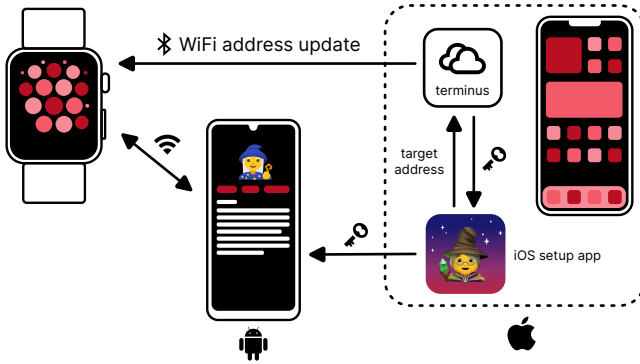 WiFi address update
terminus
target
address
iOS setup app